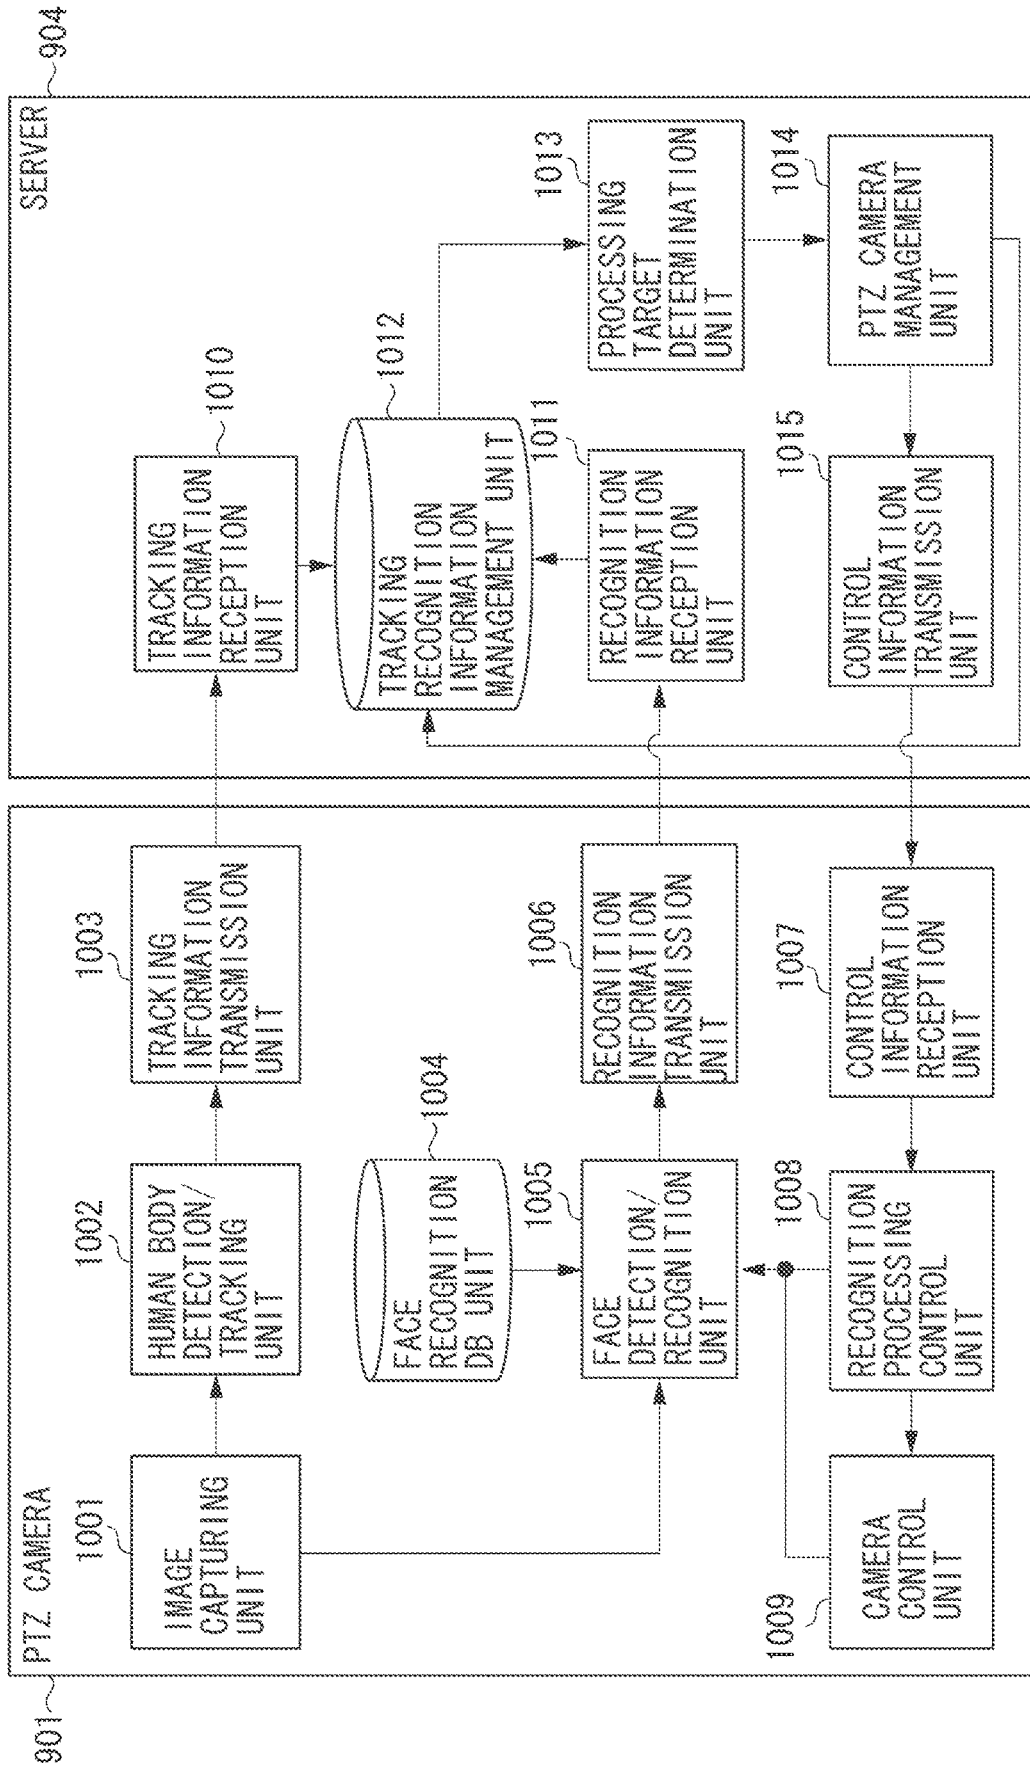 901
PTZ CAMERA
1001
IMAGE
CAPTURING
UNIT
1002
HUMAN BODY
DETECTION/
TRACKING
UNIT
1003
TRACKING
INFORMATION
TRANSMISSION
UNIT
1004
FACE
RECOGNITION
DB UNIT
1005
FACE
DETECTION/
RECOGNITION
UNIT
1006
RECOGNITION
INFORMATION
TRANSMISSION
UNIT
1009
CAMERA
CONTROL
UNIT
1008
RECOGNITION
PROCESSING
CONTROL
UNIT
1007
CONTROL
INFORMATION
RECEPTION
UNIT
904
SERVER
1010
TRACKING
INFORMATION
RECEPTION
UNIT
1012
TRACKING
RECOGNITION
INFORMATION
MANAGEMENT UNIT
1011
RECOGNITION
INFORMATION
RECEPTION
UNIT
1013
PROCESSING
TARGET
DETERMINATION
UNIT
1015
CONTROL
INFORMATION
TRANSMISSION
UNIT
1014
PTZ CAMERA
MANAGEMENT
UNIT